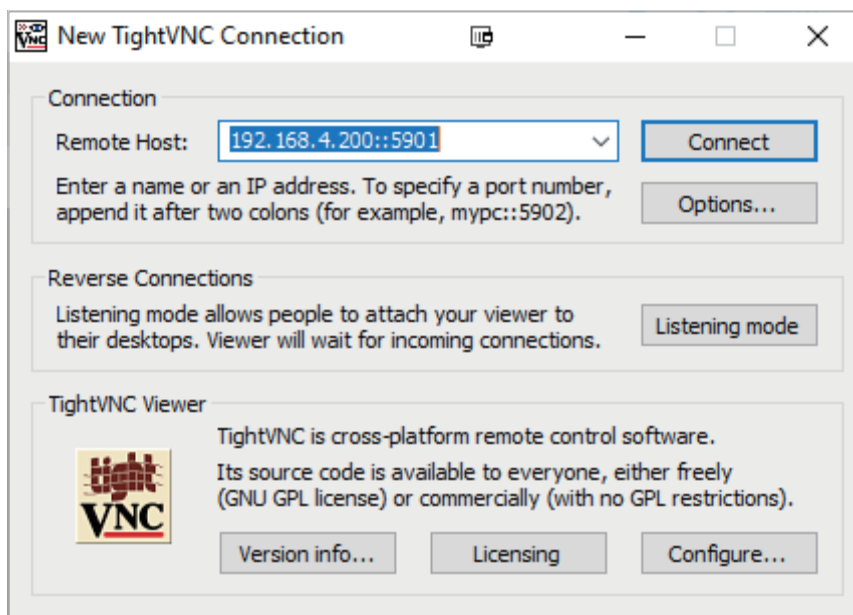 New TightVNC Connection
Connection
Remote Host: 192.168.4.200::5901 Connect
Enter a name or an IP address. To specify a port number,
append it after two colons (for example, mypc::5902).
Options...
Reverse Connections
Listening mode allows people to attach your viewer to
their desktops. Viewer will wait for incoming connections.
Listening mode
TightVNC Viewer
TightVNC is cross-platform remote control software.
Its source code is available to everyone, either freely
(GNU GPL license) or commercially (with no GPL restrictions).
tight
VNC
Version info... Licensing Configure...